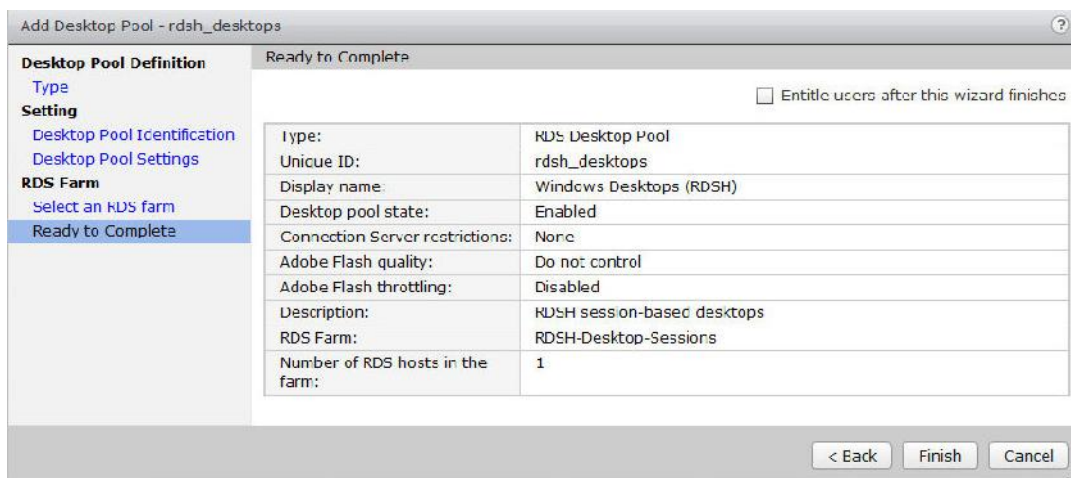 Add Desktop Pool - rdsh_desktops
?
Desktop Pool Definition
Type
Setting
Desktop Pool Identification
Desktop Pool Settings
RDS Farm
Select an RDS farm
Ready to Complete
Ready to Complete
Entitle users after this wizard finishes
Type: RDS Desktop Pool
Unique ID: rdsh_desktops
Display name: Windows Desktops (RDSH)
Desktop pool state: Enabled
Connection Server restrictions: None
Adobe Flash quality: Do not control
Adobe Flash throttling: Disabled
Description: RDSH session-based desktops
RDS Farm: RDSH-Desktop-Sessions
Number of RDS hosts in the 1
farm:
< Back Finish Cancel